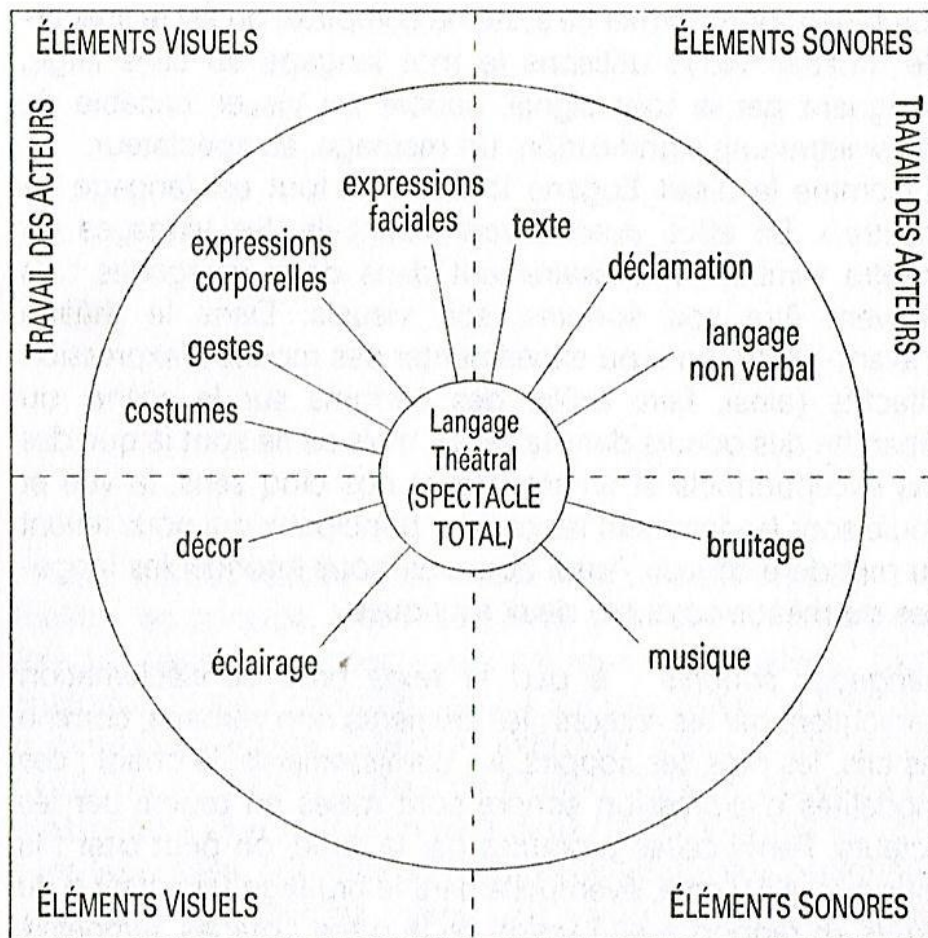 ÉLÉMENTS VISUELS
ÉLÉMENTS SONORES
TRAVAIL DES ACTEURS
TRAVAIL DES ACTEURS
expressions
faciales
texte
expressions
corporelles
déclamation
gestes
langage
non verbal
costumes
Langage
Théâtral
(SPECTACLE
TOTAL)
décor
bruitage
éclairage
musique
ÉLÉMENTS VISUELS
ÉLÉMENTS SONORES